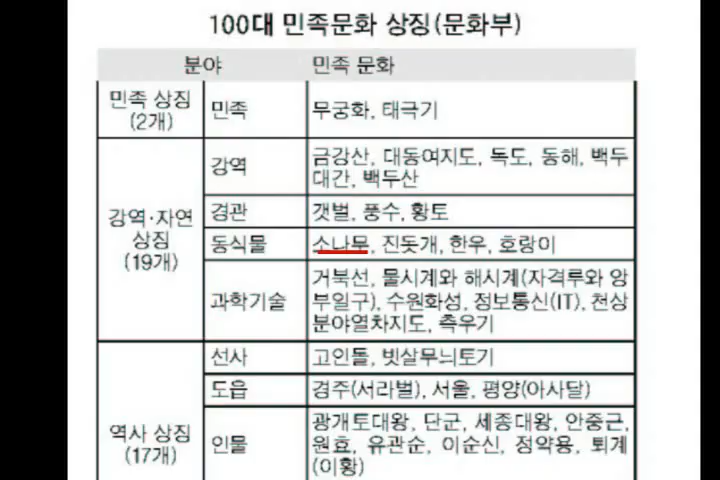 100대 민족문화 상징(문화부)
분야 민족 문화
민족 상징
(2개)
민족
무궁화, 태극기
강역·자연
상징
(19개)
강역
금강산, 대동여지도, 독도, 동해, 백두
대간, 백두산
경관
갯벌, 풍수, 황토
동식물
소나무, 진돗개, 한우, 호랑이
과학기술
거북선, 물시계와 해시계(자격루와 앙
부일구), 수원화성, 정보통신(IT), 천상
분야열차지도, 측우기
역사 상징
(17개)
선사
고인돌, 빗살무늬토기
도읍
경주(서라벌), 서울, 평양(아사달)
인물
광개토대왕, 단군, 세종대왕, 안중근,
원효, 유관순, 이순신, 정약용, 퇴계
(이황)